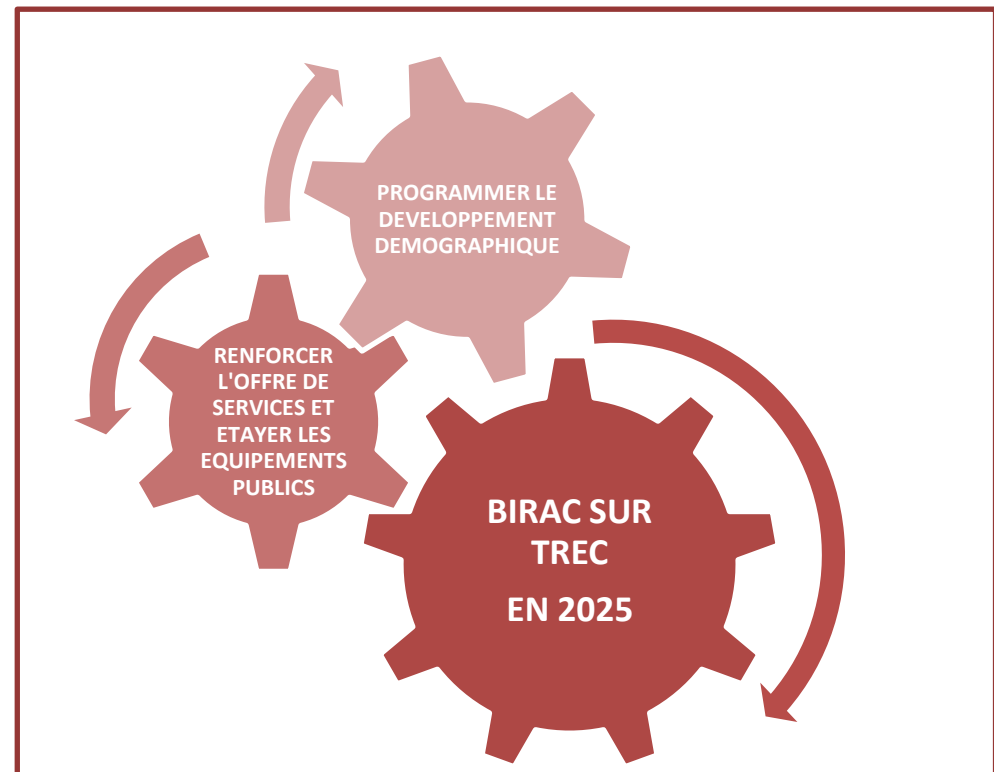 PROGRAMMER LE
DEVELOPPEMENT
DEMOGRAPHIQUE
RENFORCER
L'OFFRE DE
SERVICES ET
ETAYER LES
EQUIPEMENTS
PUBLICS
BIRAC SUR
TREC
EN 2025